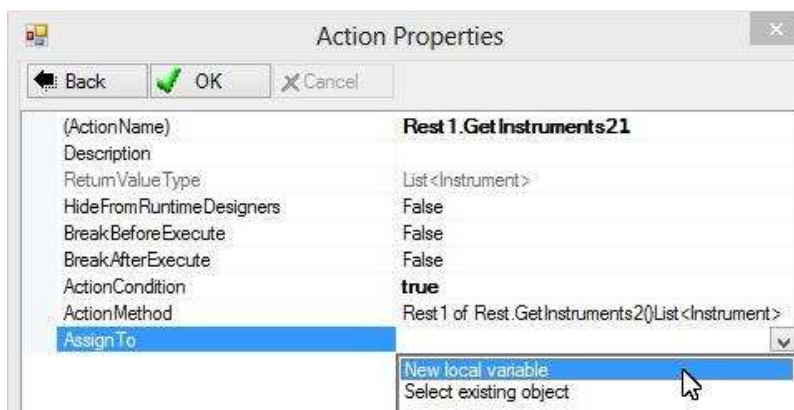 Action Properties
Back OK Cancel
(ActionName) Rest1.GetInstruments21
Description
ReturnValueType List<Instrument>
HideFromRuntimeDesigners False
BreakBeforeExecute False
BreakAfterExecute False
ActionCondition true
ActionMethod Rest1 of Rest.GetInstruments2()List<Instrument>
AssignTo
New local variable
Select existing object